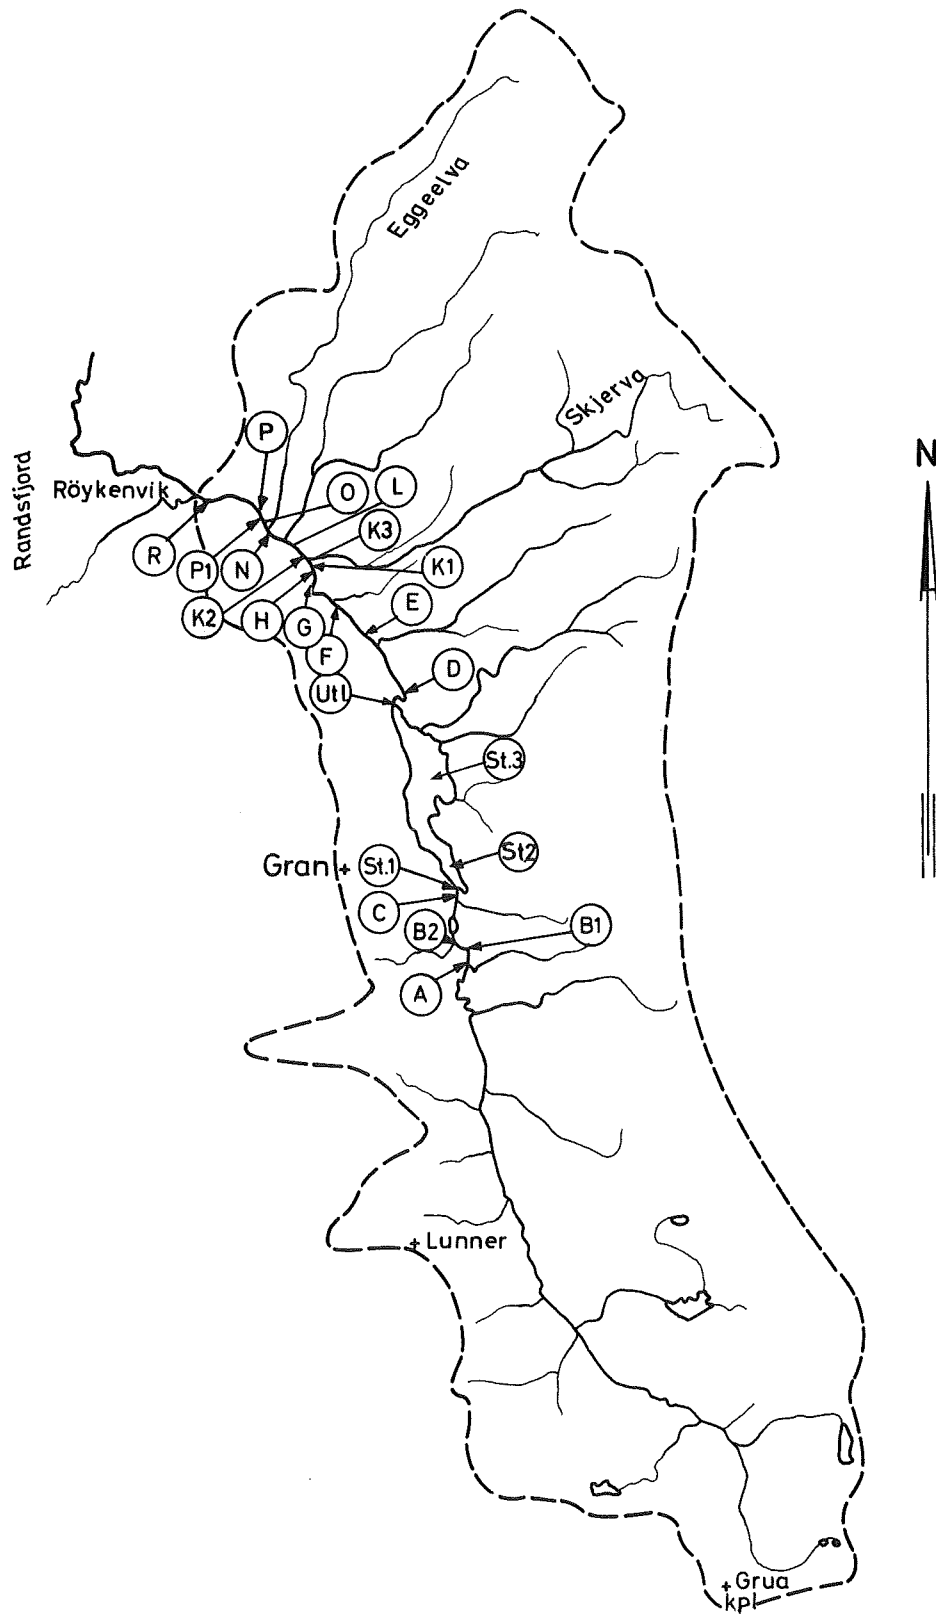 Eggeelva
Skjerva
N
Randsfjord
Röykenvik
P
O
L
K3
R
P1
N
K1
K2
H
G
E
F
D
Utl
St.3
St2
Gran
St.1
C
B2
B1
A
Lunner
Grua
kpl